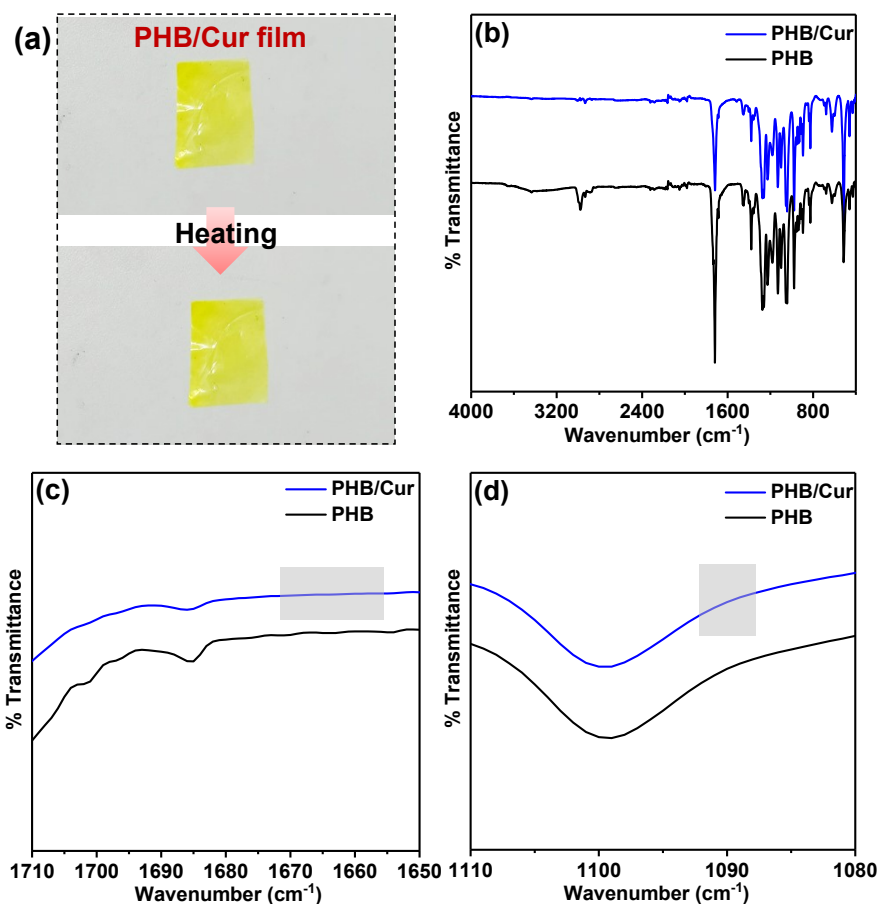 (a)
PHB/Cur film
Heating
(b)
PHB/Cur
PHB
% Transmittance
4000 3200 2400 1600 800
Wavenumber (cm⁻¹)
(c)
PHB/Cur
PHB
% Transmittance
1710 1700 1690 1680 1670 1660 1650
Wavenumber (cm⁻¹)
(d)
PHB/Cur
PHB
% Transmittance
1110 1100 1090 1080
Wavenumber (cm⁻¹)